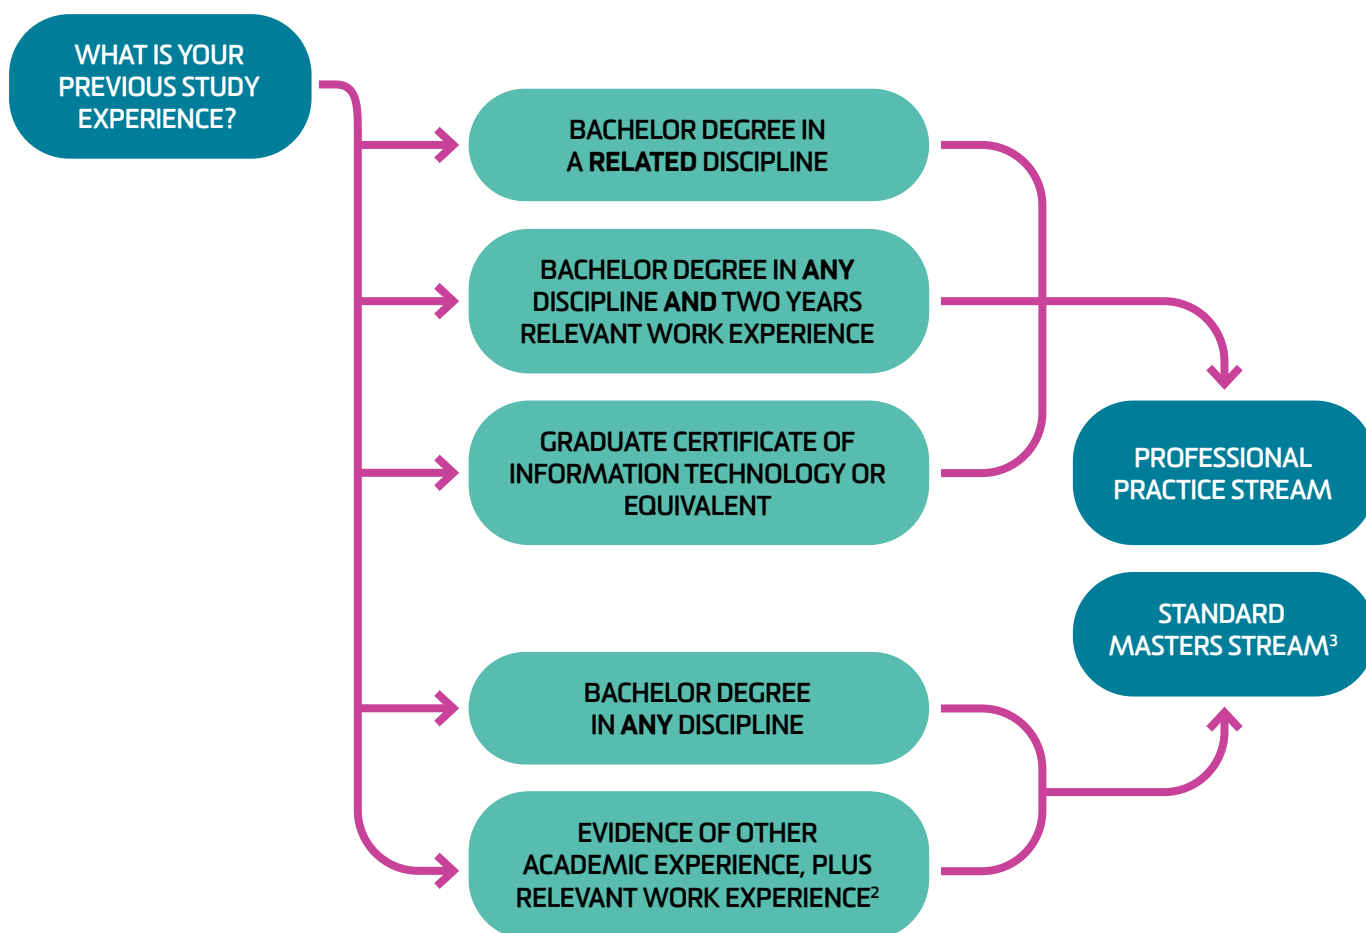 WHAT IS YOUR
PREVIOUS STUDY
EXPERIENCE?
BACHELOR DEGREE IN
A RELATED DISCIPLINE
BACHELOR DEGREE IN ANY
DISCIPLINE AND TWO YEARS
RELEVANT WORK EXPERIENCE
GRADUATE CERTIFICATE OF
INFORMATION TECHNOLOGY OR
EQUIVALENT
PROFESSIONAL
PRACTICE STREAM
STANDARD
MASTERS STREAM³
BACHELOR DEGREE
IN ANY DISCIPLINE
EVIDENCE OF OTHER
ACADEMIC EXPERIENCE, PLUS
RELEVANT WORK EXPERIENCE²